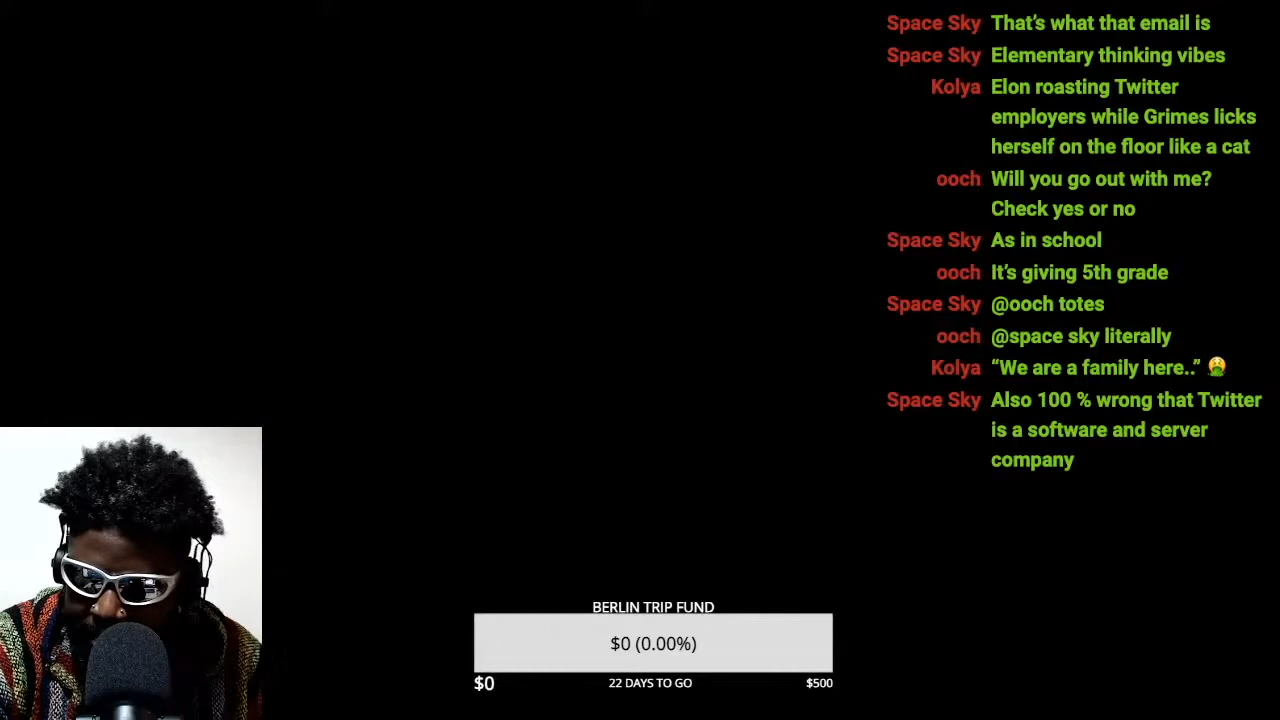 Space Sky That’s what that email is
Space Sky Elementary thinking vibes
Kolya Elon roasting Twitter
employers while Grimes licks
herself on the floor like a cat
ooch Will you go out with me?
Check yes or no
Space Sky As in school
ooch It’s giving 5th grade
Space Sky @ooch totes
ooch @space sky literally
Kolya “We are a family here..” 🤮
Space Sky Also 100 % wrong that Twitter
is a software and server
company
BERLIN TRIP FUND
$0 (0.00%)
$0 22 DAYS TO GO $500